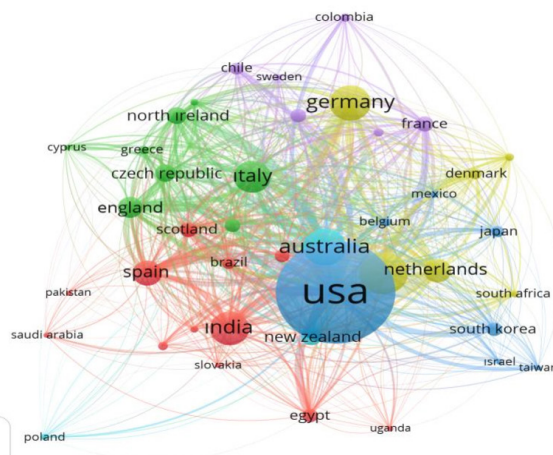 colombia
chile
sweden
germany
north ireland
france
cyprus
greece
czech republic
italy
denmark
mexico
england
scotland
belgium
japan
australia
spain
brazil
netherlands
pakistan
usa
south africa
saudi arabia
india
new zealand
south korea
slovakia
israel
taiwan
egypt
uganda
poland